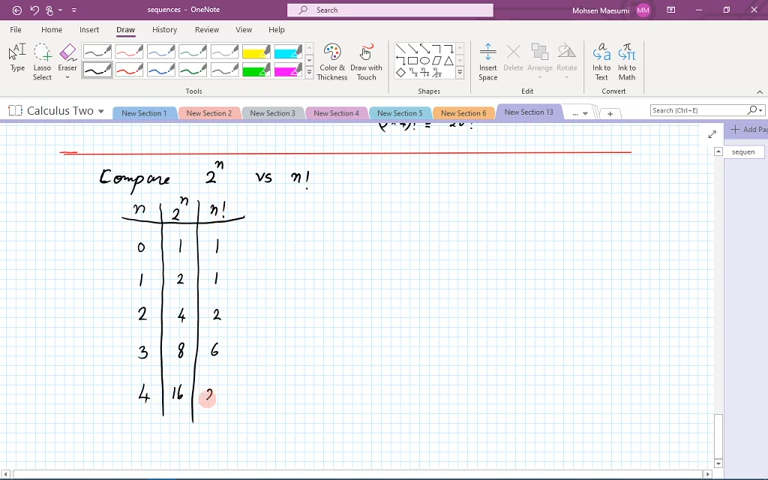 sequences - OneNote
Search
Mohsen Maesumi MM
File Home Insert Draw History Review View Help
Type
Lasso Select
Eraser
Color & Thickness
Draw with Touch
Insert Space
Delete
Arrange
Rotate
Ink to Text
Ink to Math
Tools Shapes Edit Convert
Calculus Two New Section 1 New Section 2 New Section 3 New Section 4 New Section 5 New Section 6 New Section 13 ... + Search (Ctrl+E)
+ Add Pag
sequen
Compare 2^n vs n!
n 2^n n!
0 1 1
1 2 1
2 4 2
3 8 6
4 16